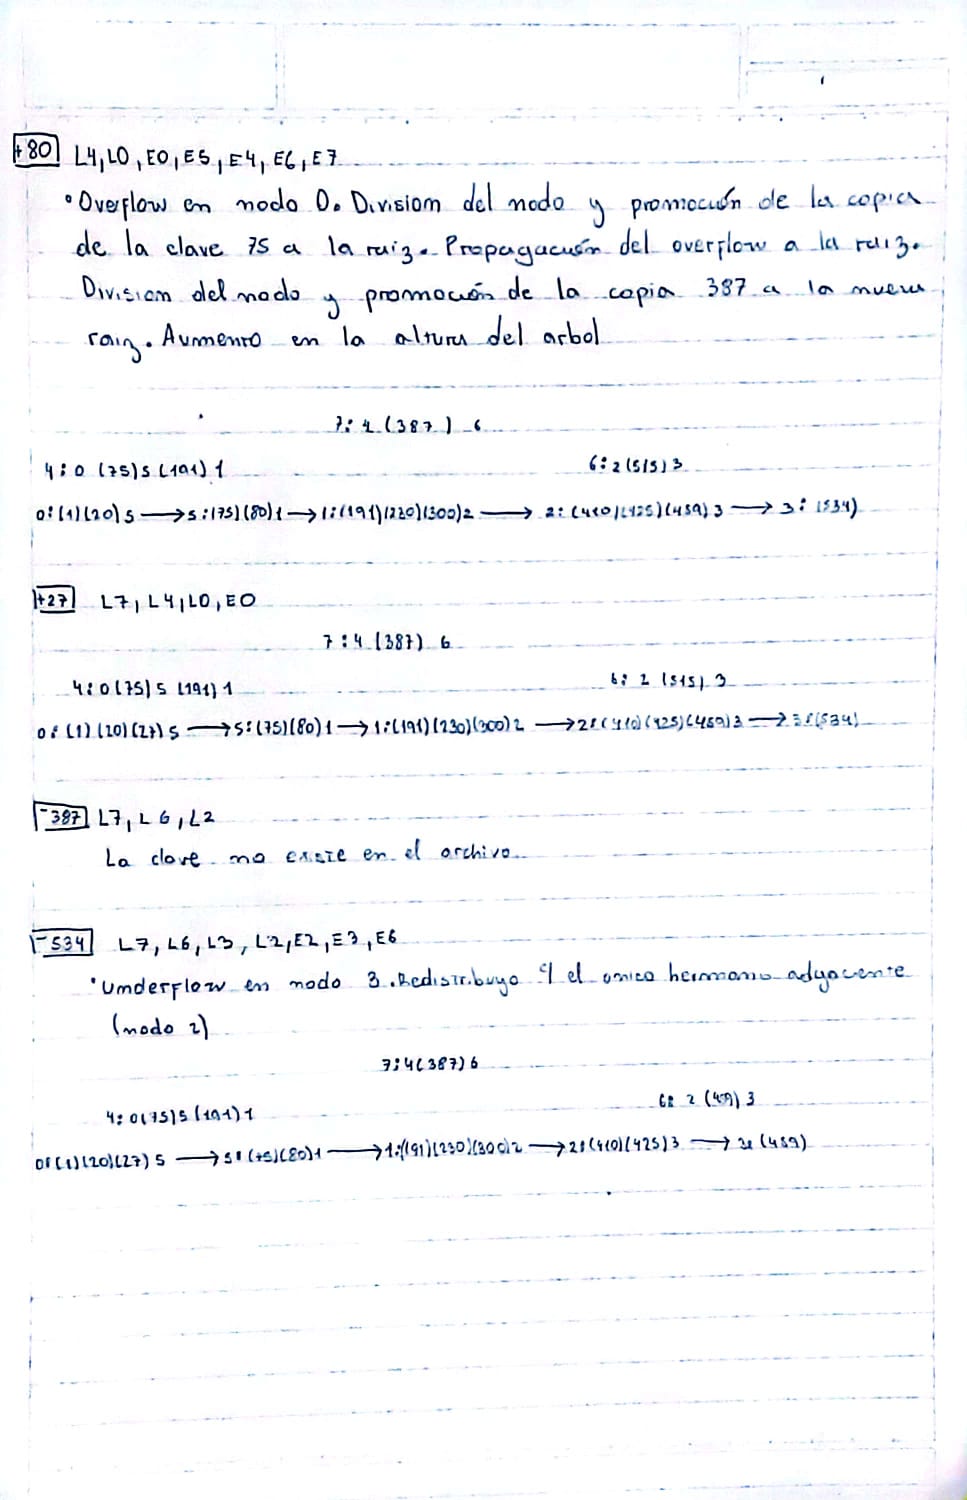 +80 L4, L0, E0, E5, E4, E6, E7
• Overflow en nodo 0. Division del nodo y promoción de la copia
de la clave 75 a la raiz. Propagación del overflow a la raiz.
Division del nodo y promoción de la copia 387 a la nueva
raiz. Aumento en la altura del arbol
7: 4 (387) 6
4: 0 (75) 5 (191) 1 6: 2 (515) 3
0: (1)(20) 5 → 5: (75)(80) 1 → 1: (191)(230)(300) 2 → 2: (410)(425)(459) 3 → 3: (534)
+27 L7, L4, L0, E0
7: 4 (387) 6
4: 0 (75) 5 (191) 1 6: 2 (515) 3
0: (1)(20)(27) 5 → 5: (75)(80) 1 → 1: (191)(230)(300) 2 → 2: (410)(425)(459) 3 → 3: (534)
-387 L7, L6, L2
La clave no existe en el archivo.
-534 L7, L6, L3, L2, E2, E3, E6
• Underflow en nodo 3. Redistribuyo c/ el unico hermano adyacente
(nodo 2)
7: 4 (387) 6
4: 0 (75) 5 (191) 1 6: 2 (459) 3
0: (1)(20)(27) 5 → 5: (75)(80) 1 → 1: (191)(230)(300) 2 → 2: (410)(425) 3 → 3: (459)